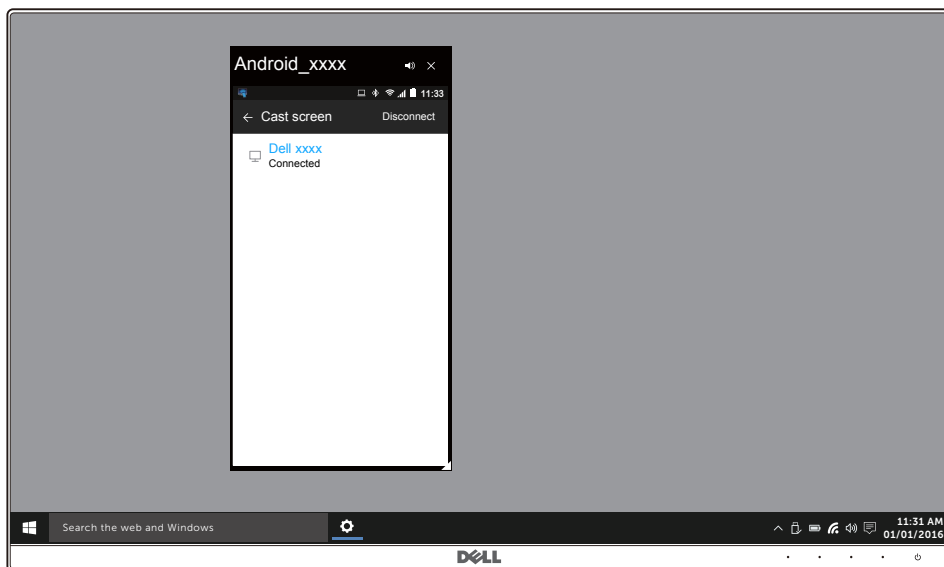 Android_xxxx
11:33
Cast screen Disconnect
Dell xxxx
Connected
Search the web and Windows
11:31 AM
01/01/2016
DELL